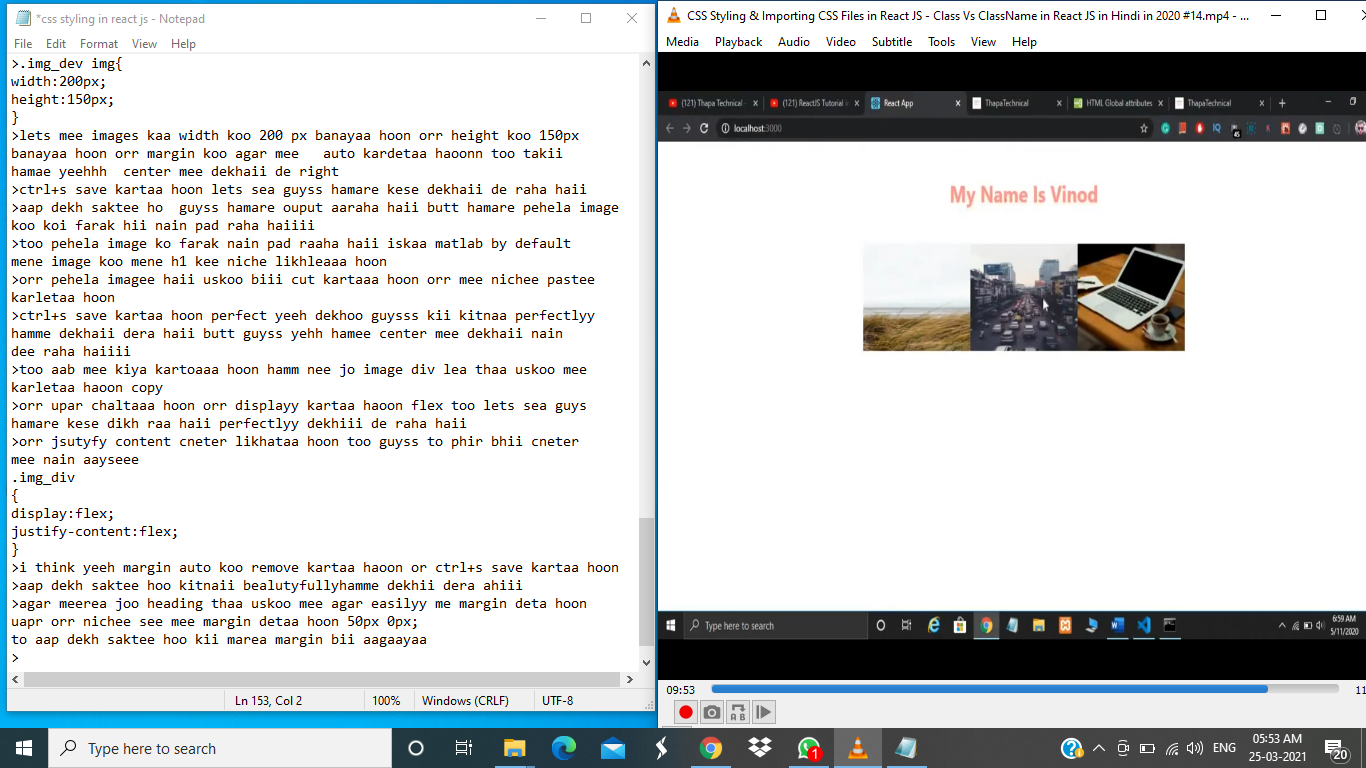 *css styling in react js - Notepad
File Edit Format View Help
>.img_dev img{
width:200px;
height:150px;
}
>lets mee images kaa width koo 200 px banayaa hoon orr height koo 150px
banayaa hoon orr margin koo agar mee   auto kardetaa haoonn too takii
hamae yeehhh  center mee dekhaii de right
>ctrl+s save kartaa hoon lets sea guyss hamare kese dekhaii de raha haii
>aap dekh saktee ho  guyss hamare ouput aaraha haii butt hamare pehela image
koo koi farak hii nain pad raha haiiii
>too pehela image ko farak nain pad raaha haii iskaa matlab by default
mene image koo mene h1 kee niche likhleaaa hoon
>orr pehela imagee haii uskoo biii cut kartaaa hoon orr mee nichee pastee
karletaa hoon
>ctrl+s save kartaa hoon perfect yeeh dekhoo guysss kii kitnaa perfectlyy
hamme dekhaii dera haii butt guyss yehh hamee center mee dekhaii nain
dee raha haiiii
>too aab mee kiya kartoaaa hoon hamm nee jo image div lea thaa uskoo mee
karletaa haoon copy
>orr upar chaltaaa hoon orr displayy kartaa haoon flex too lets sea guys
hamare kese dikh raa haii perfectlyy dekhiii de raha haii
>orr jsutyfy content cneter likhataa hoon too guyss to phir bhii cneter
mee nain aayseee
.img_div
{
display:flex;
justify-content:flex;
}
>i think yeeh margin auto koo remove kartaa haoon or ctrl+s save kartaa hoon
>aap dekh saktee hoo kitnaii bealutyfullyhamme dekhii dera ahiii
>agar meerea joo heading thaa uskoo mee agar easilyy me margin deta hoon
uapr orr nichee see mee margin detaa hoon 50px 0px;
to aap dekh saktee hoo kii marea margin bii aagaayaa
>
Ln 153, Col 2 100% Windows (CRLF) UTF-8
CSS Styling & Importing CSS Files in React JS - Class Vs ClassName in React JS in Hindi in 2020 #14.mp4 - ...
Media Playback Audio Video Subtitle Tools View Help
(121) Thapa Technical - (121) ReactJS Tutorial in React App ThapaTechnical HTML Global attributes ThapaTechnical
localhost:3000
45
My Name Is Vinod
Type here to search
6:59 AM
5/11/2020
09:53 11
A B
Type here to search
1
ENG
05:53 AM
25-03-2021
20